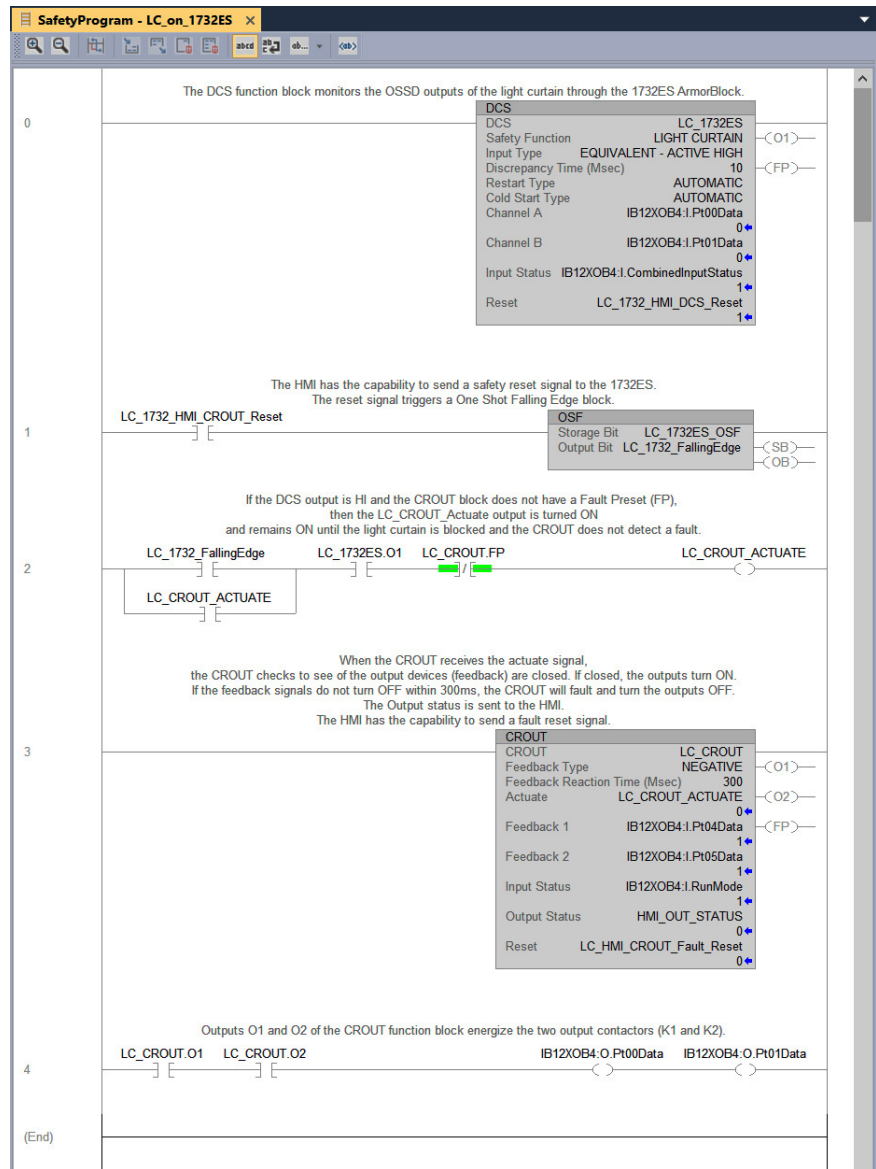 SafetyProgram - LC_on_1732ES ×
abcd ab c ab... <ab>
The DCS function block monitors the OSSD outputs of the light curtain through the 1732ES ArmorBlock.
0
DCS
DCS LC_1732ES
Safety Function LIGHT CURTAIN (O1)
Input Type EQUIVALENT - ACTIVE HIGH
Discrepancy Time (Msec) 10 (FP)
Restart Type AUTOMATIC
Cold Start Type AUTOMATIC
Channel A IB12XOB4:I.Pt00Data
0
Channel B IB12XOB4:I.Pt01Data
0
Input Status IB12XOB4:I.CombinedInputStatus
1
Reset LC_1732_HMI_DCS_Reset
1
The HMI has the capability to send a safety reset signal to the 1732ES.
The reset signal triggers a One Shot Falling Edge block.
1
LC_1732_HMI_CROUT_Reset
OSF
Storage Bit LC_1732ES_OSF
Output Bit LC_1732_FallingEdge (SB)
(OB)
If the DCS output is HI and the CROUT block does not have a Fault Preset (FP),
then the LC_CROUT_Actuate output is turned ON
and remains ON until the light curtain is blocked and the CROUT does not detect a fault.
2
LC_1732_FallingEdge LC_1732ES.O1 LC_CROUT.FP LC_CROUT_ACTUATE
/
LC_CROUT_ACTUATE
When the CROUT receives the actuate signal,
the CROUT checks to see of the output devices (feedback) are closed. If closed, the outputs turn ON.
If the feedback signals do not turn OFF within 300ms, the CROUT will fault and turn the outputs OFF.
The Output status is sent to the HMI.
The HMI has the capability to send a fault reset signal.
3
CROUT
CROUT LC_CROUT
Feedback Type NEGATIVE (O1)
Feedback Reaction Time (Msec) 300
Actuate LC_CROUT_ACTUATE (O2)
0
Feedback 1 IB12XOB4:I.Pt04Data (FP)
1
Feedback 2 IB12XOB4:I.Pt05Data
1
Input Status IB12XOB4:I.RunMode
1
Output Status HMI_OUT_STATUS
0
Reset LC_HMI_CROUT_Fault_Reset
0
Outputs O1 and O2 of the CROUT function block energize the two output contactors (K1 and K2).
4
LC_CROUT.O1 LC_CROUT.O2 IB12XOB4:O.Pt00Data IB12XOB4:O.Pt01Data
(End)